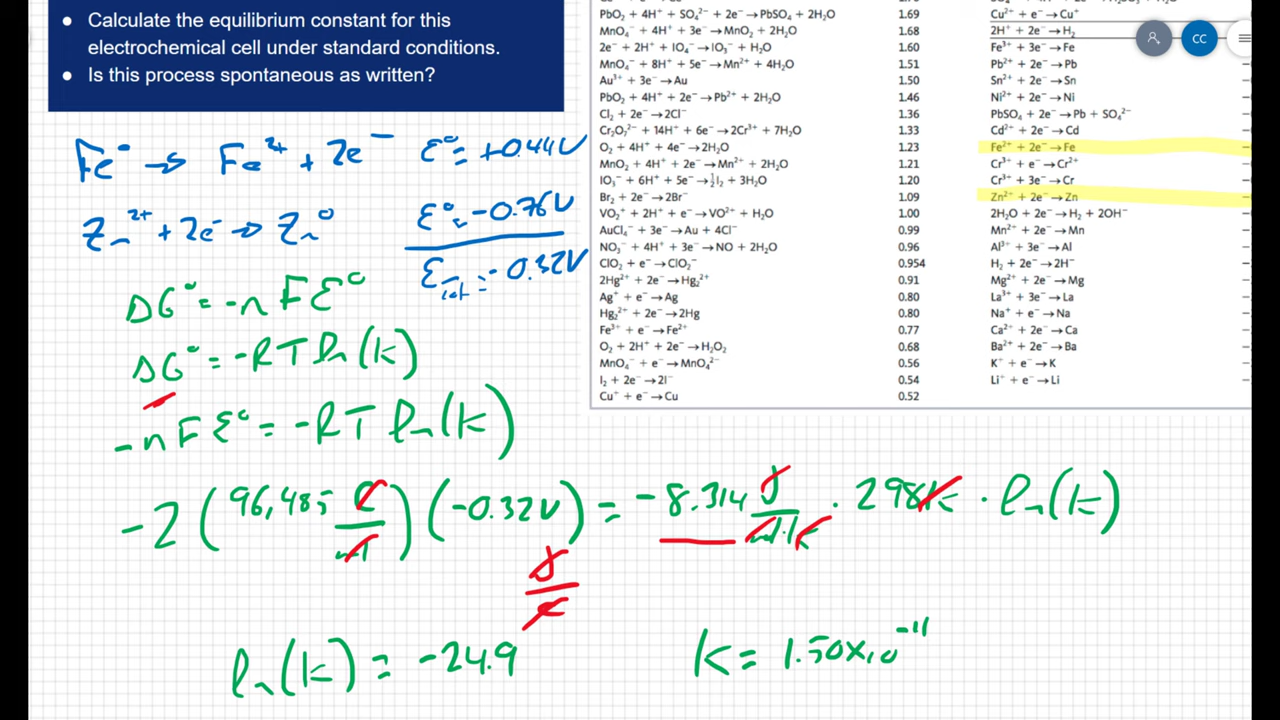 • Calculate the equilibrium constant for this
electrochemical cell under standard conditions.
• Is this process spontaneous as written?
PbO₂ + 4H⁺ + SO₄²⁻ + 2e⁻ → PbSO₄ + 2H₂O 1.69
MnO₄⁻ + 4H⁺ + 3e⁻ → MnO₂ + 2H₂O 1.68
2e⁻ + 2H⁺ + IO₄⁻ → IO₃⁻ + H₂O 1.60
MnO₄⁻ + 8H⁺ + 5e⁻ → Mn²⁺ + 4H₂O 1.51
Au³⁺ + 3e⁻ → Au 1.50
PbO₂ + 4H⁺ + 2e⁻ → Pb²⁺ + 2H₂O 1.46
Cl₂ + 2e⁻ → 2Cl⁻ 1.36
Cr₂O₇²⁻ + 14H⁺ + 6e⁻ → 2Cr³⁺ + 7H₂O 1.33
O₂ + 4H⁺ + 4e⁻ → 2H₂O 1.23
MnO₂ + 4H⁺ + 2e⁻ → Mn²⁺ + 2H₂O 1.21
IO₃⁻ + 6H⁺ + 5e⁻ → ½I₂ + 3H₂O 1.20
Br₂ + 2e⁻ → 2Br⁻ 1.09
VO₂⁺ + 2H⁺ + e⁻ → VO²⁺ + H₂O 1.00
AuCl₄⁻ + 3e⁻ → Au + 4Cl⁻ 0.99
NO₃⁻ + 4H⁺ + 3e⁻ → NO + 2H₂O 0.96
ClO₂ + e⁻ → ClO₂⁻ 0.954
2Hg²⁺ + 2e⁻ → Hg₂²⁺ 0.91
Ag⁺ + e⁻ → Ag 0.80
Hg₂²⁺ + 2e⁻ → 2Hg 0.80
Fe³⁺ + e⁻ → Fe²⁺ 0.77
O₂ + 2H⁺ + 2e⁻ → H₂O₂ 0.68
MnO₄⁻ + e⁻ → MnO₄²⁻ 0.56
I₂ + 2e⁻ → 2I⁻ 0.54
Cu⁺ + e⁻ → Cu 0.52
Cu²⁺ + e⁻ → Cu⁺
2H⁺ + 2e⁻ → H₂
Fe³⁺ + 3e⁻ → Fe
Pb²⁺ + 2e⁻ → Pb
Sn²⁺ + 2e⁻ → Sn
Ni²⁺ + 2e⁻ → Ni
PbSO₄ + 2e⁻ → Pb + SO₄²⁻
Cd²⁺ + 2e⁻ → Cd
Fe²⁺ + 2e⁻ → Fe
Cr³⁺ + e⁻ → Cr²⁺
Cr³⁺ + 3e⁻ → Cr
Zn²⁺ + 2e⁻ → Zn
2H₂O + 2e⁻ → H₂ + 2OH⁻
Mn²⁺ + 2e⁻ → Mn
Al³⁺ + 3e⁻ → Al
H₂ + 2e⁻ → 2H⁻
Mg²⁺ + 2e⁻ → Mg
La³⁺ + 3e⁻ → La
Na⁺ + e⁻ → Na
Ca²⁺ + 2e⁻ → Ca
Ba²⁺ + 2e⁻ → Ba
K⁺ + e⁻ → K
Li⁺ + e⁻ → Li
CC
Fe⁰ → Fe²⁺ + 2e⁻ ε⁰ = +0.44V
Zn²⁺ + 2e⁻ → Zn⁰ ε⁰ = -0.76V
ε tot = -0.32V
ΔG° = -nFε⁰
ΔG° = -RT ln(k)
-nFε⁰ = -RT ln(k)
-2 (96,485 C/mol) (-0.32V) = -8.314 J/mol·k · 298k · ln(k)
J/C
ln(k) = -24.9
k = 1.50x10⁻¹¹